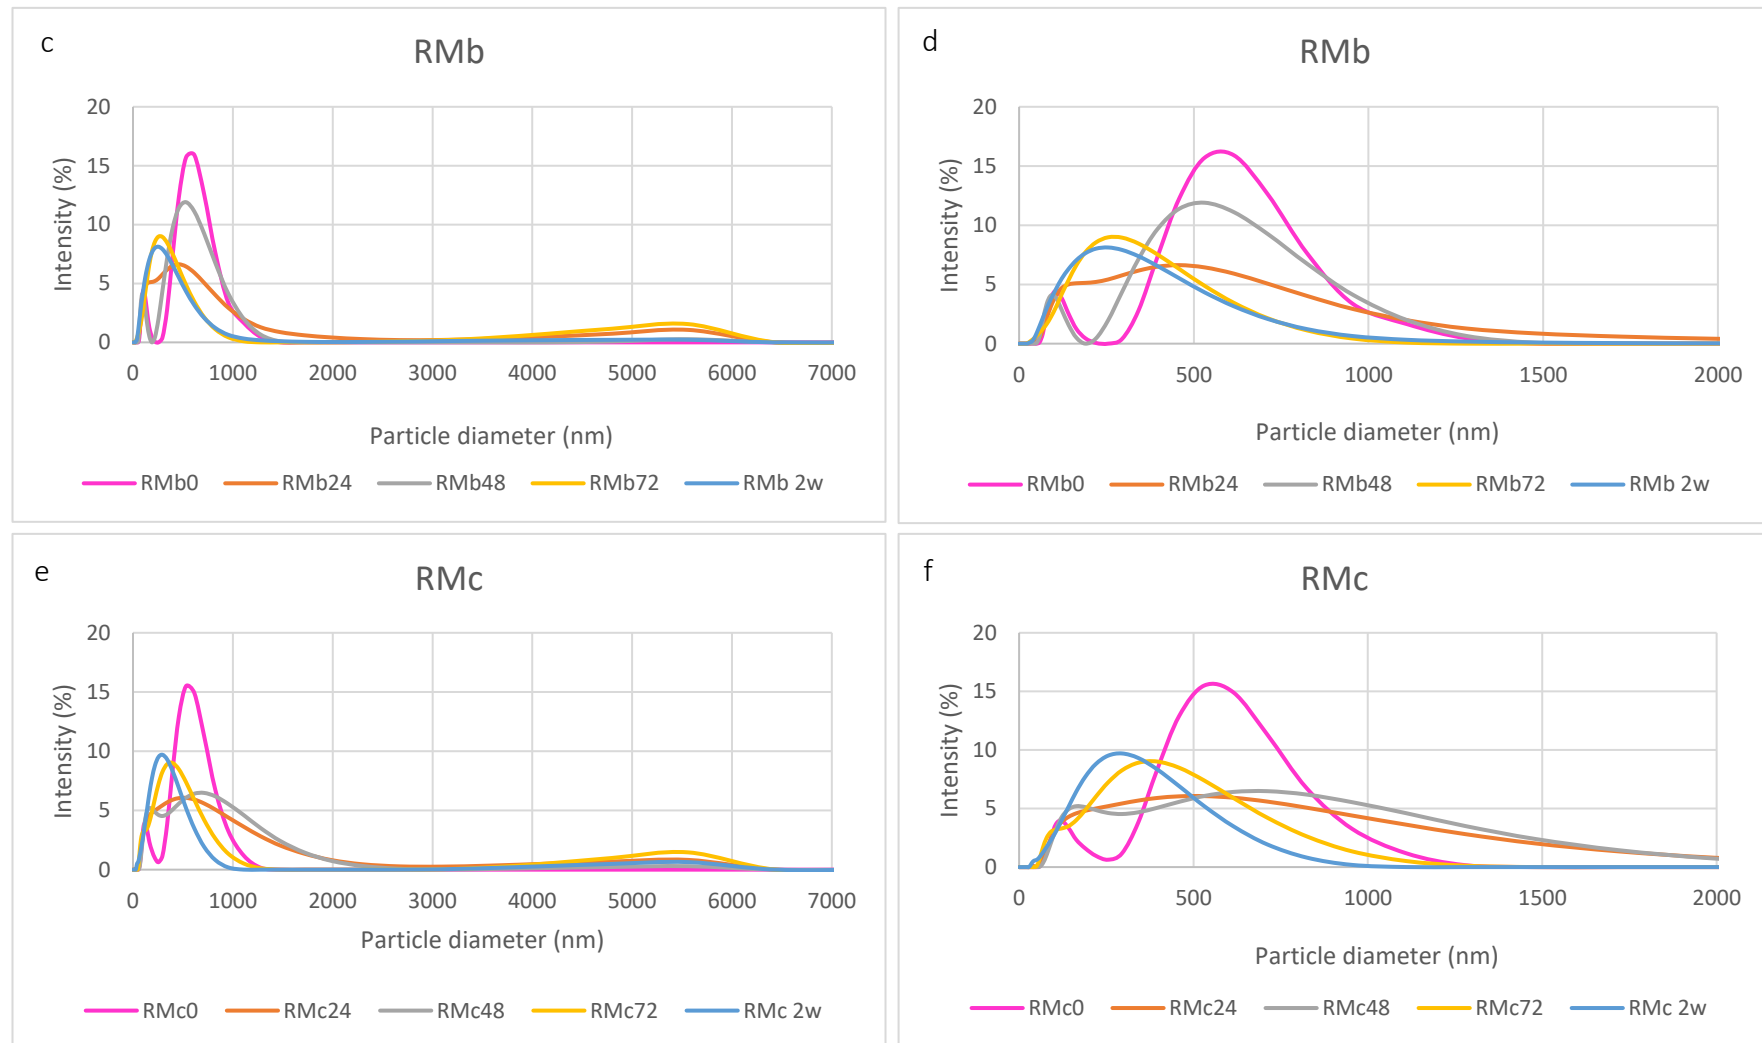 c
RMb
20
15
10
5
0
Intensity (%)
0 1000 2000 3000 4000 5000 6000 7000
Particle diameter (nm)
RMb0 RMb24 RMb48 RMb72 RMb 2w
d
RMb
20
15
10
5
0
Intensity (%)
0 500 1000 1500 2000
Particle diameter (nm)
RMb0 RMb24 RMb48 RMb72 RMb 2w
e
RMc
20
15
10
5
0
Intensity (%)
0 1000 2000 3000 4000 5000 6000 7000
Particle diameter (nm)
RMc0 RMc24 RMc48 RMc72 RMc 2w
f
RMc
20
15
10
5
0
Intensity (%)
0 500 1000 1500 2000
Particle diameter (nm)
RMc0 RMc24 RMc48 RMc72 RMc 2w